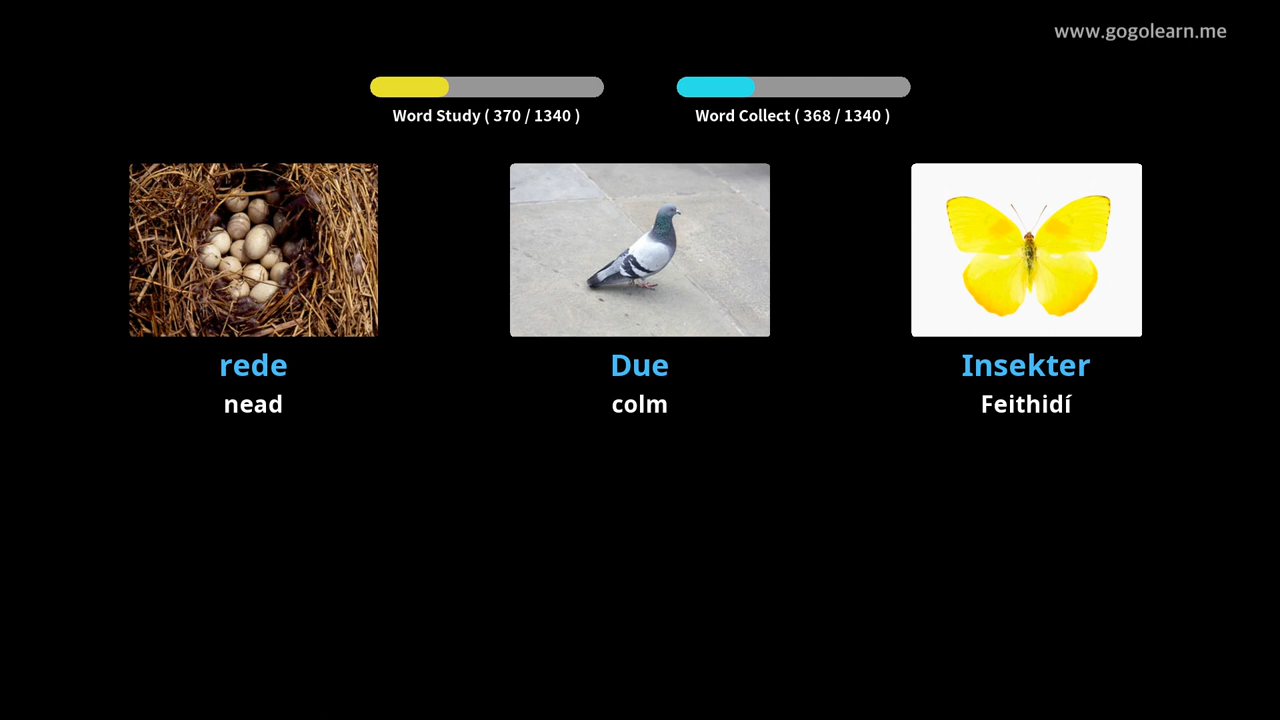 www.gogolearn.me
Word Study ( 370 / 1340 )
Word Collect ( 368 / 1340 )
rede
nead
Due
colm
Insekter
Feithidí